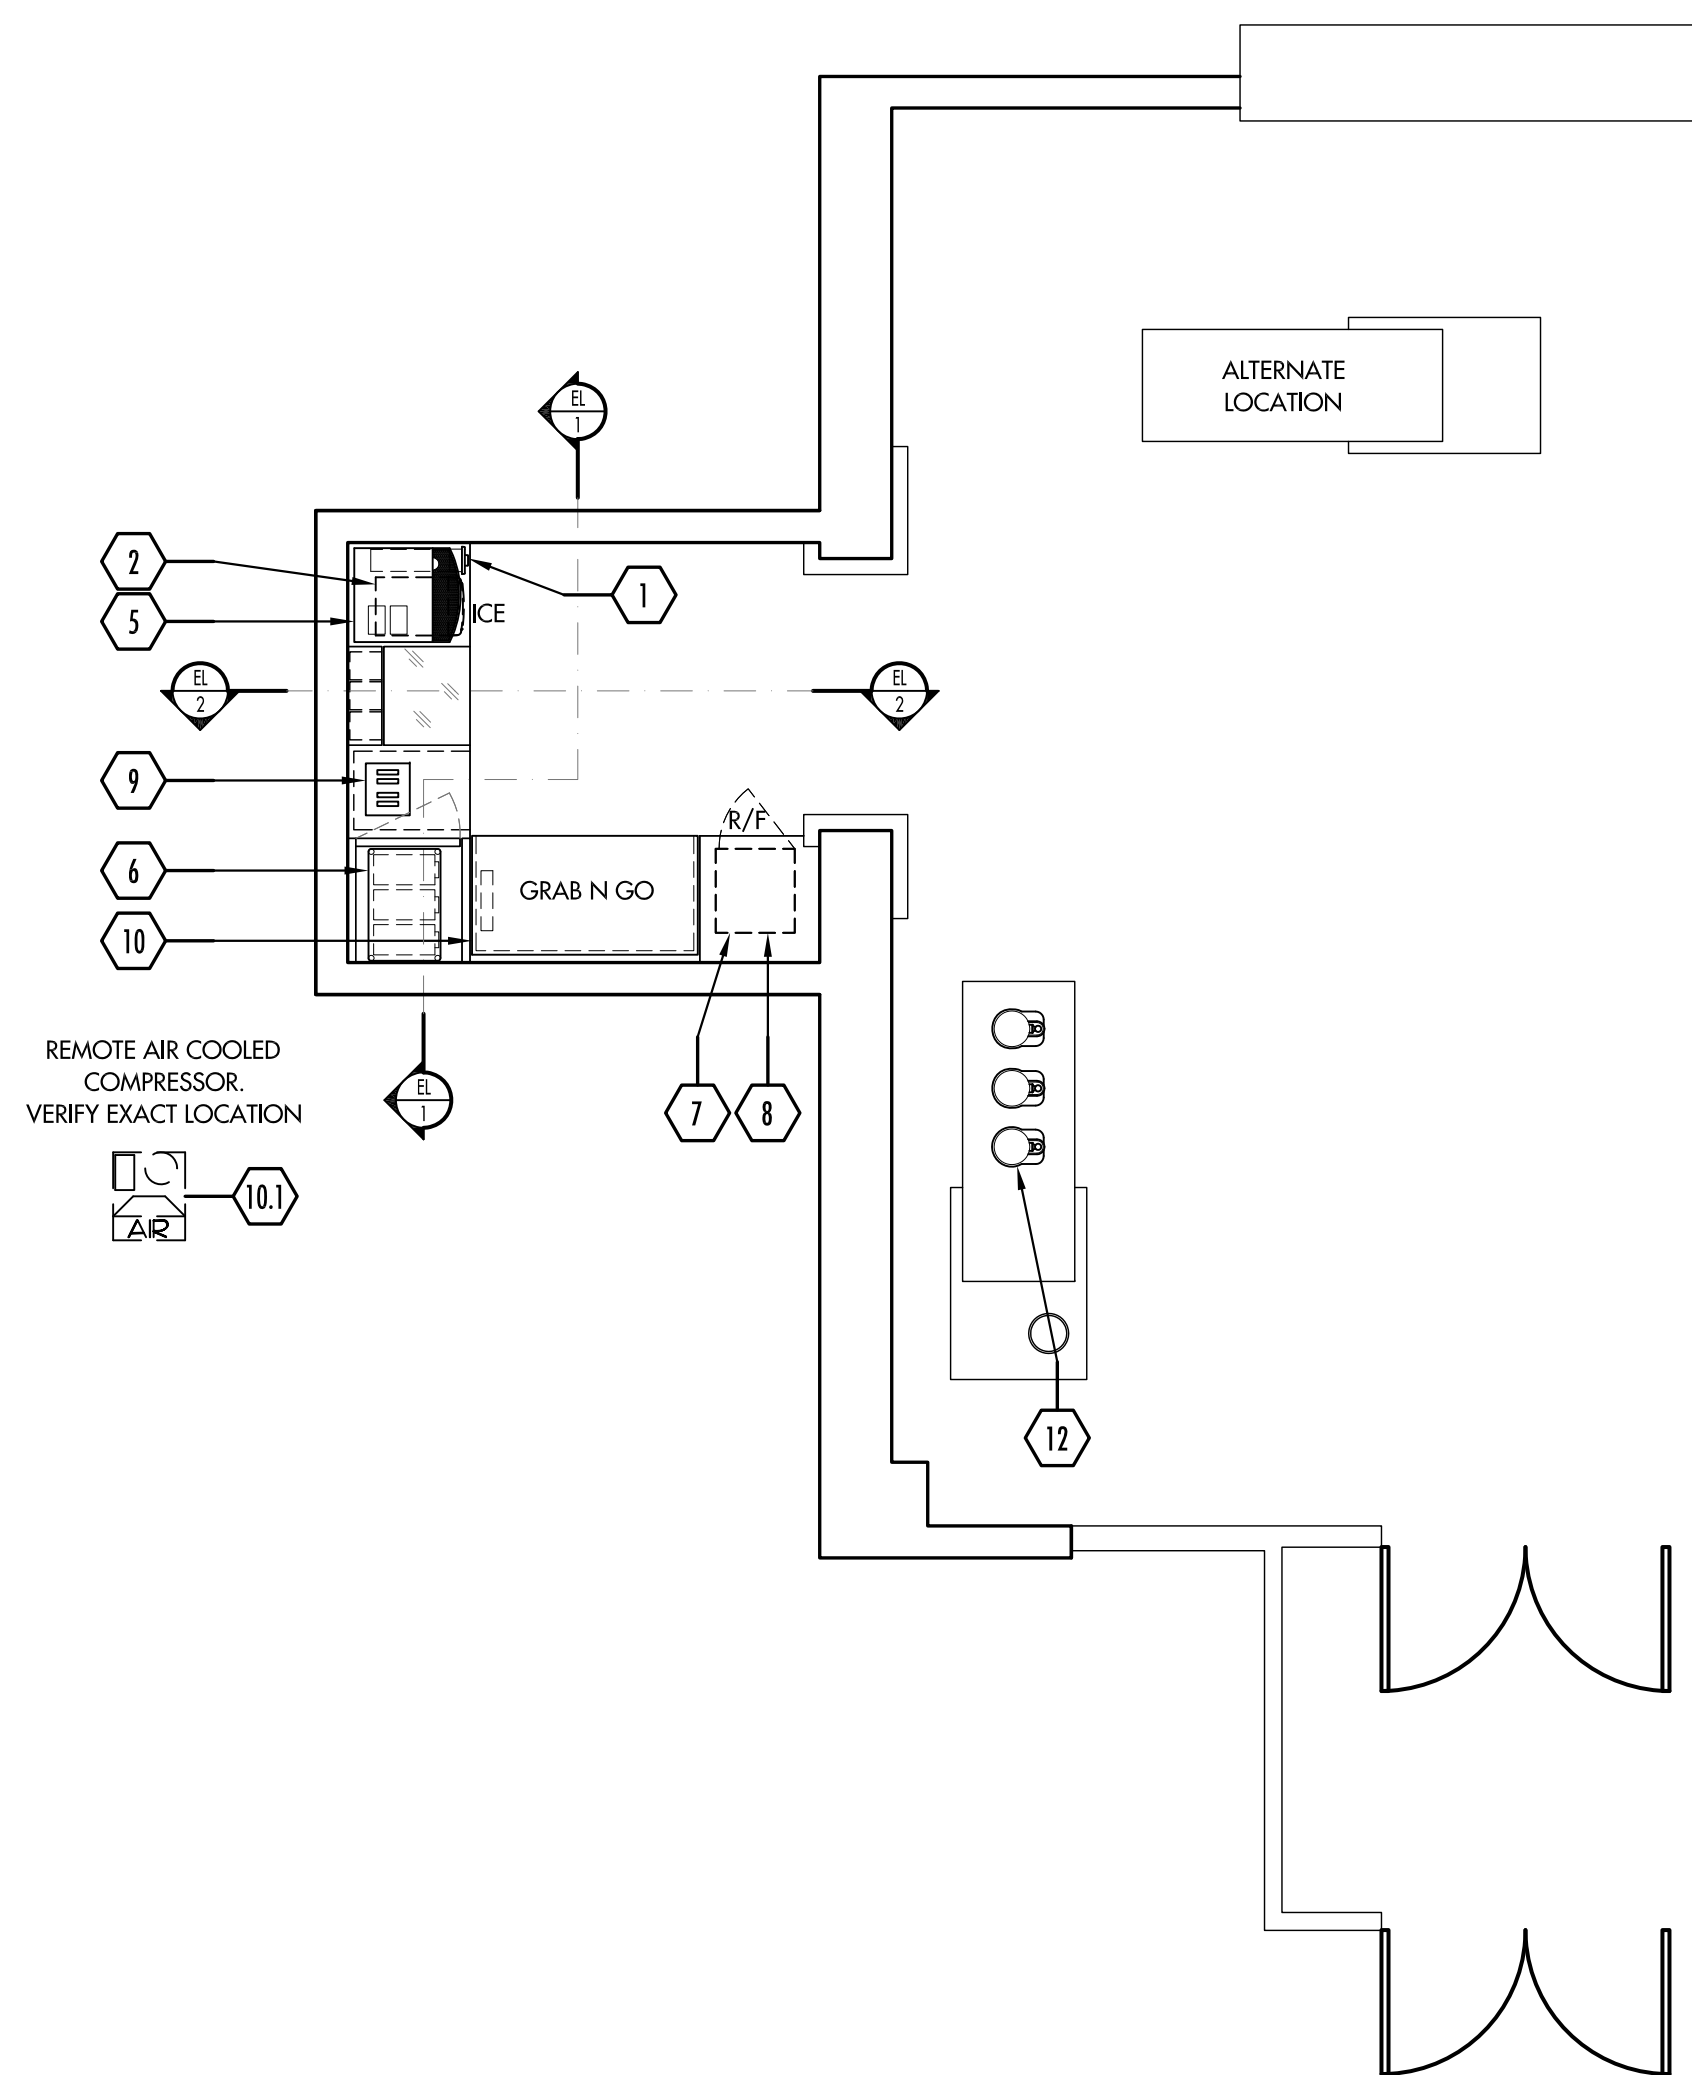 ALTERNATE
LOCATION
EL
1
2
1
5
ICE
EL
2
EL
2
9
R/F
6
GRAB N GO
10
REMOTE AIR COOLED
COMPRESSOR.
VERIFY EXACT LOCATION
EL
1
7
8
10.1
AIR
12